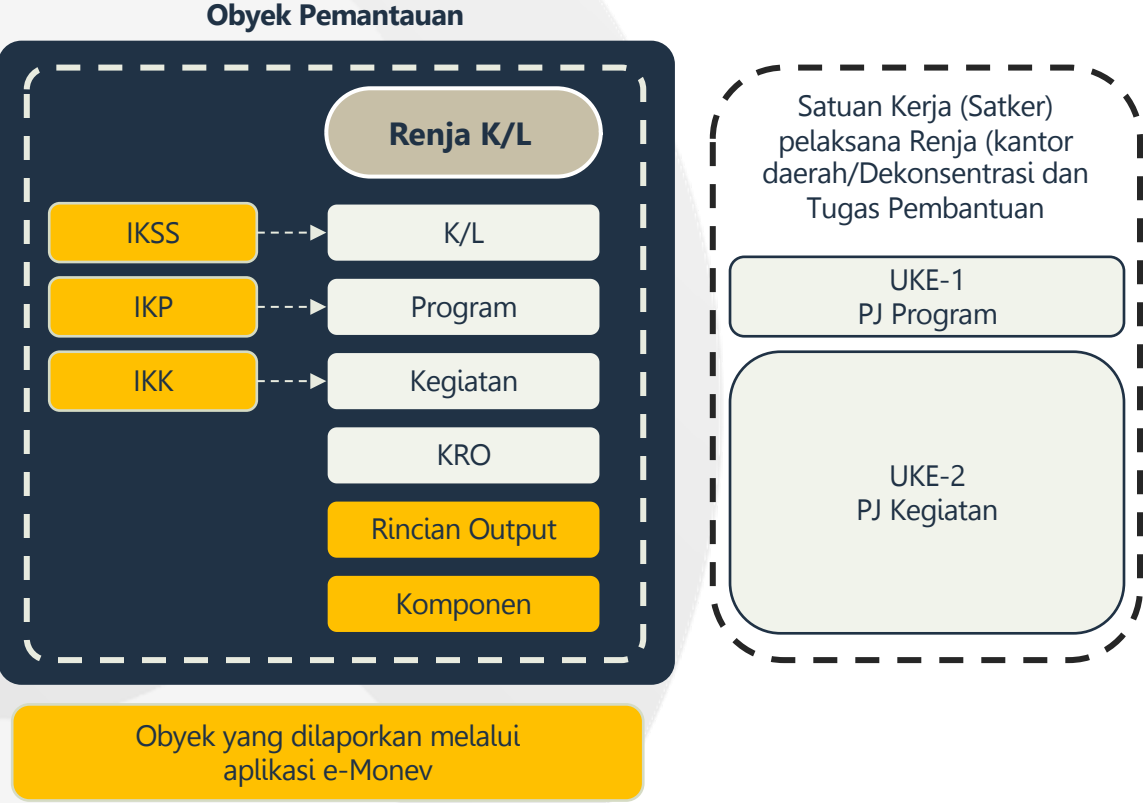 Obyek Pemantauan
Renja K/L
IKSS
K/L
IKP
Program
IKK
Kegiatan
KRO
Rincian Output
Komponen
Obyek yang dilaporkan melalui
aplikasi e-Monev
Satuan Kerja (Satker)
pelaksana Renja (kantor
daerah/Dekonsentrasi dan
Tugas Pembantuan
UKE-1
PJ Program
UKE-2
PJ Kegiatan